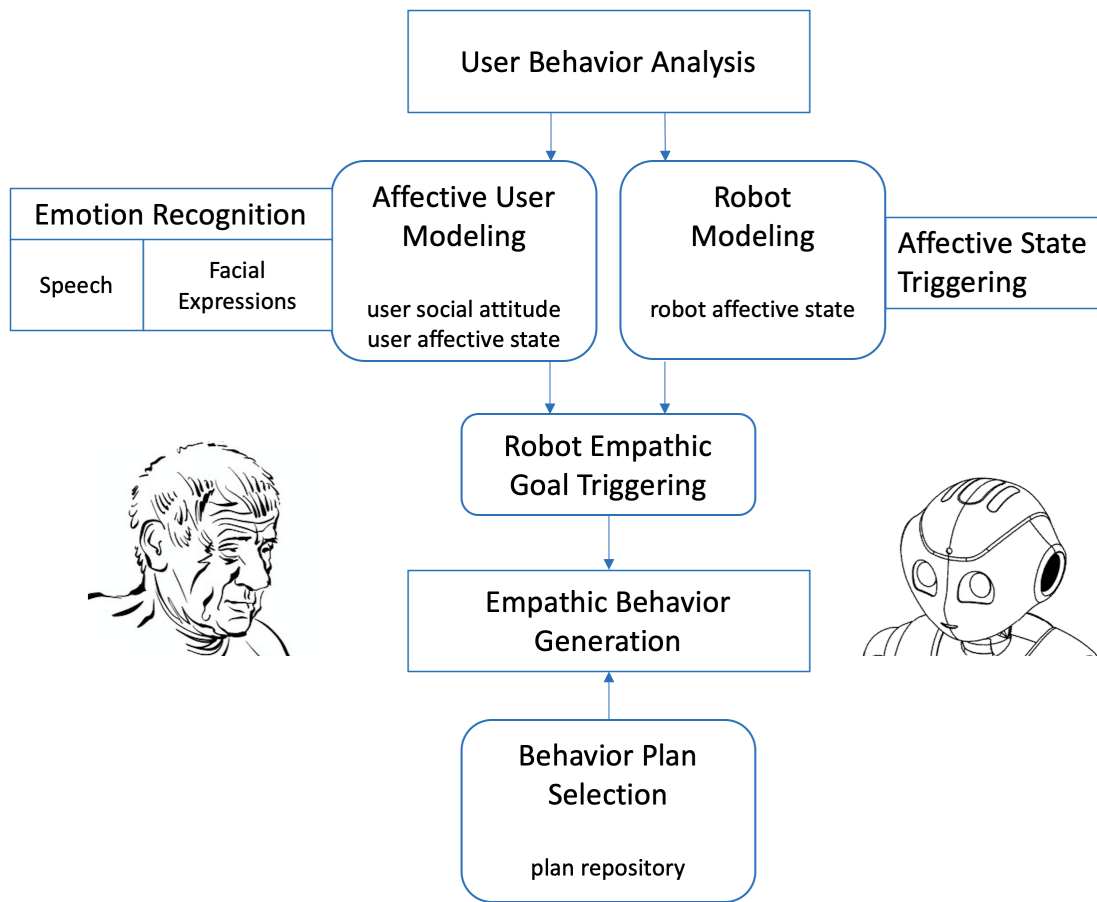 User Behavior Analysis
Emotion Recognition
Speech
Facial
Expressions
Affective User
Modeling
user social attitude
user affective state
Robot
Modeling
robot affective state
Affective State
Triggering
Robot Empathic
Goal Triggering
Empathic Behavior
Generation
Behavior Plan
Selection
plan repository